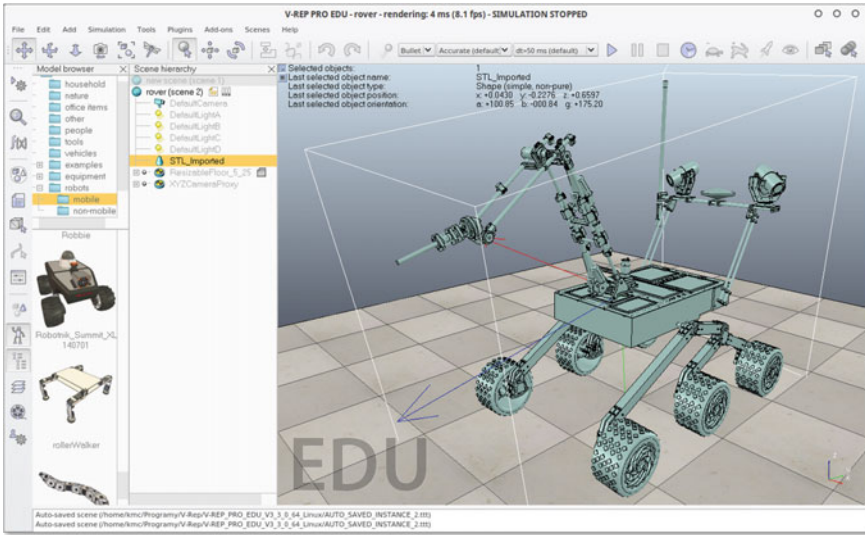 V-REP PRO EDU - rover - rendering: 4 ms (8.1 fps) - SIMULATION STOPPED
File Edit Add Simulation Tools Plugins Add-ons Scenes Help
Bullet Accurate (default) dt=50 ms (default)
Model browser
household
nature
office items
other
people
tools
vehicles
examples
equipment
robots
mobile
non-mobile
Robbie
Robotnik_Summit_XL
140701
rollerWalker
Scene hierarchy
new scene (scene 1)
rover (scene 2)
DefaultCamera
DefaultLightA
DefaultLightB
DefaultLightC
DefaultLightD
STL_Imported
ResizableFloor_5_25
XYZCameraProxy
Selected objects: 1
Last selected object name: STL_Imported
Last selected object type: Shape (simple, non-pure)
Last selected object position: x: +0.0430 y: -0.2276 z: +0.6597
Last selected object orientation: a: +100.85 b: -000.84 g: +175.20
EDU
Auto-saved scene (/home/kmc/Programy/V-Rep/V-REP_PRO_EDU_V3_3_0_64_Linux/AUTO_SAVED_INSTANCE_2.ttt)
Auto-saved scene (/home/kmc/Programy/V-Rep/V-REP_PRO_EDU_V3_3_0_64_Linux/AUTO_SAVED_INSTANCE_2.ttt)